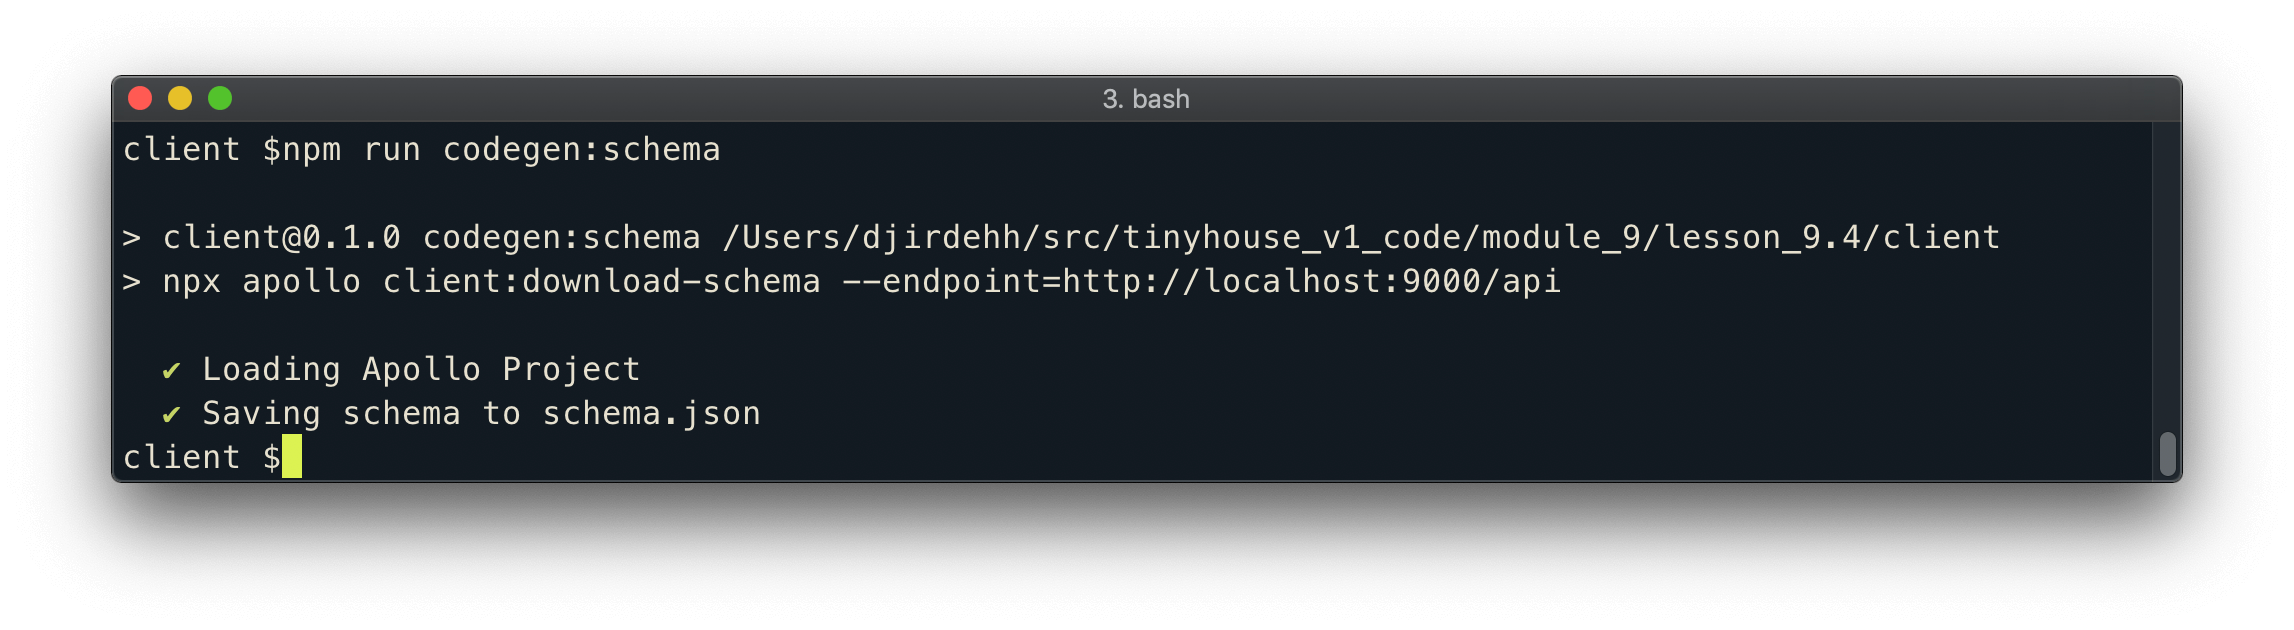 3. bash
client $npm run codegen:schema
> client@0.1.0 codegen:schema /Users/djirdehh/src/tinyhouse_v1_code/module_9/lesson_9.4/client
> npx apollo client:download-schema --endpoint=http://localhost:9000/api
✔ Loading Apollo Project
✔ Saving schema to schema.json
client $